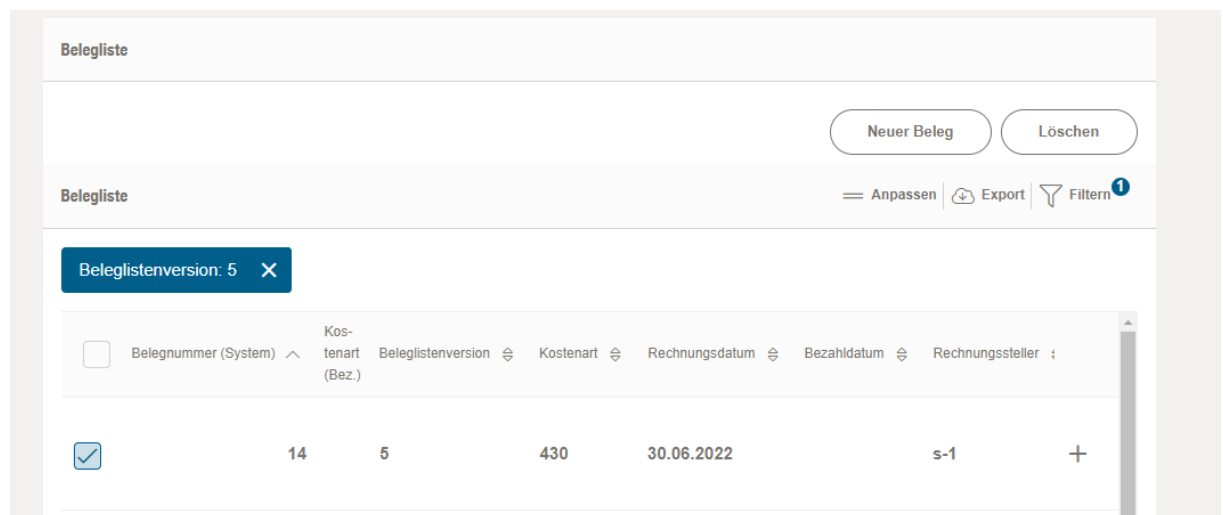 Belegliste
Neuer Beleg Löschen
Belegliste Anpassen Export Filtern 1
Beleglistenversion: 5
Belegnummer (System) Kos-
tenart
(Bez.) Beleglistenversion Kostenart Rechnungsdatum Bezahldatum Rechnungssteller
14 5 430 30.06.2022 s-1